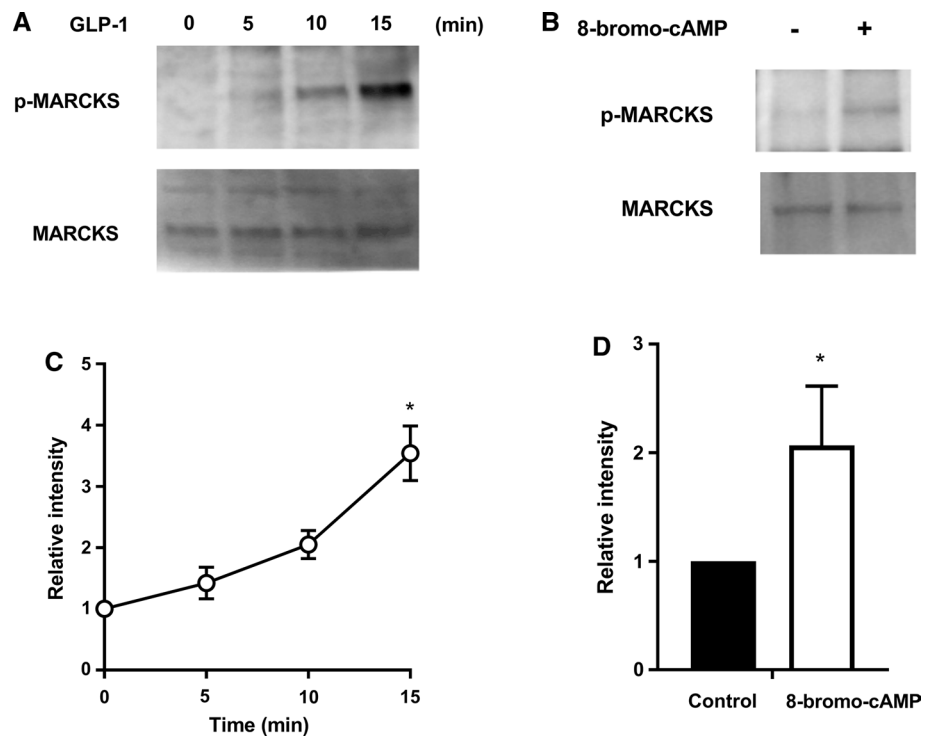 A
GLP-1 0 5 10 15 (min)
p-MARCKS
MARCKS
B
8-bromo-cAMP - +
p-MARCKS
MARCKS
C
Relative intensity
5
4
3
2
1
0
*
0 5 10 15
Time (min)
D
Relative intensity
3
2
1
0
*
Control 8-bromo-cAMP